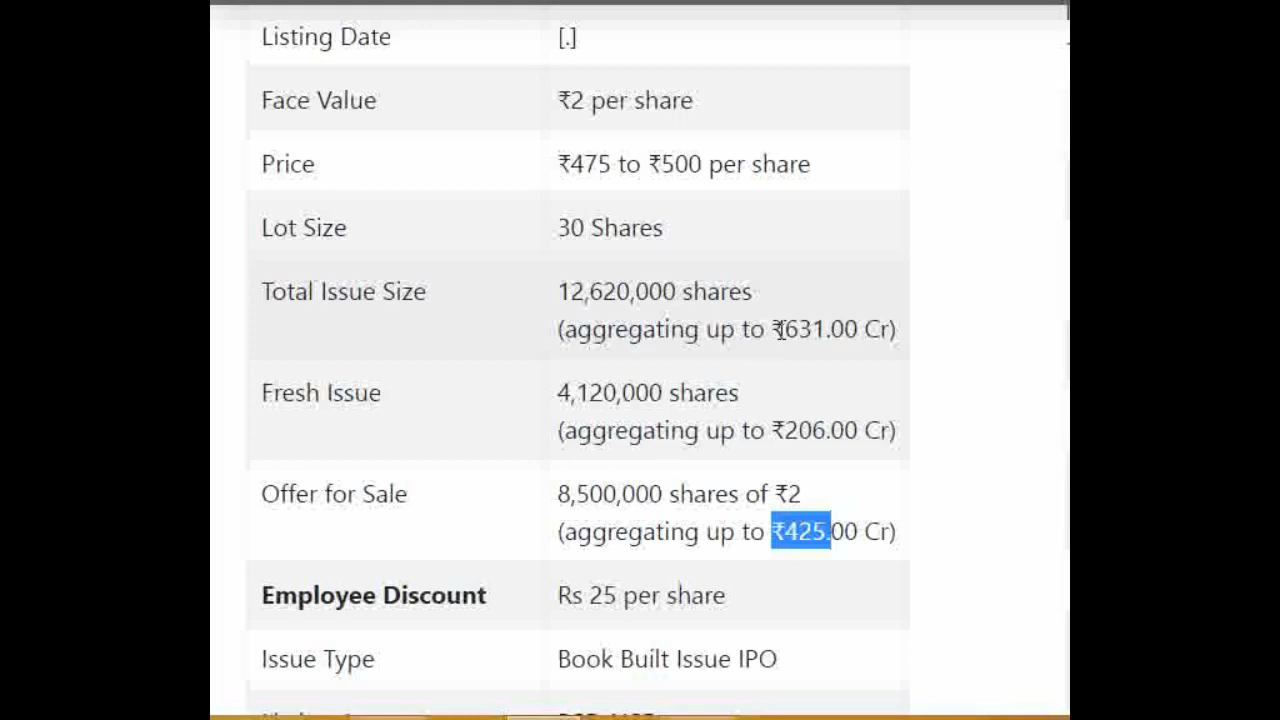 Listing Date [.]
Face Value ₹2 per share
Price ₹475 to ₹500 per share
Lot Size 30 Shares
Total Issue Size 12,620,000 shares
(aggregating up to ₹631.00 Cr)
Fresh Issue 4,120,000 shares
(aggregating up to ₹206.00 Cr)
Offer for Sale 8,500,000 shares of ₹2
(aggregating up to ₹425.00 Cr)
Employee Discount Rs 25 per share
Issue Type Book Built Issue IPO